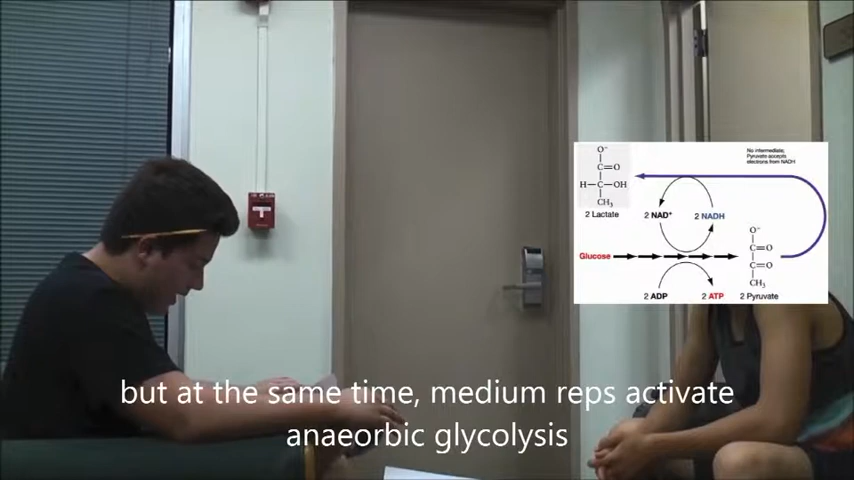 No intermediate;
Pyruvate accepts
electrons from NADH
O⁻
C=O
H–C–OH
CH₃
2 Lactate
2 NAD⁺
2 NADH
O⁻
C=O
C=O
CH₃
Glucose
2 ADP
2 ATP
2 Pyruvate
but at the same time, medium reps activate
anaeorbic glycolysis